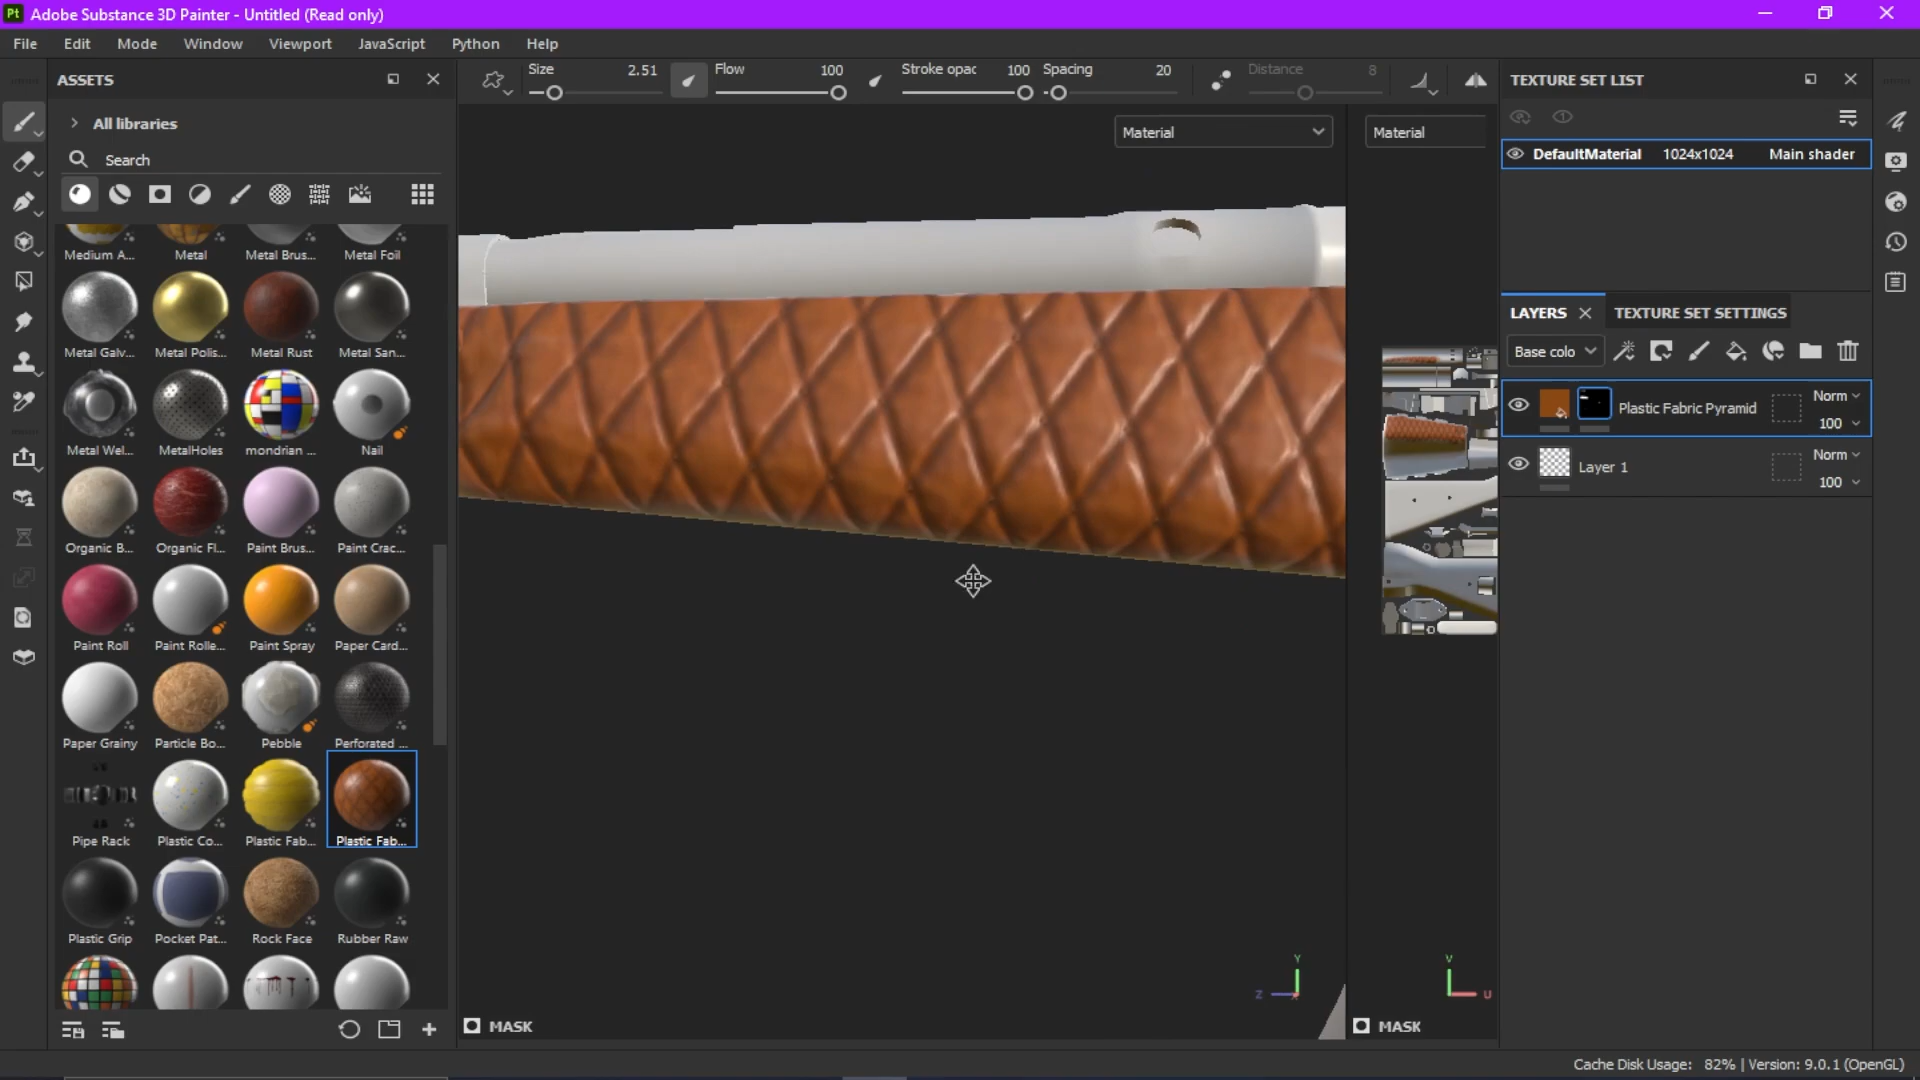 Pt Adobe Substance 3D Painter - Untitled (Read only)
File Edit Mode Window Viewport JavaScript Python Help
ASSETS
Size 2.51 Flow 100 Stroke opac 100 Spacing 20 Distance 8
TEXTURE SET LIST
All libraries
Search
Material
Material
DefaultMaterial 1024x1024 Main shader
Medium A... Metal Metal Brus... Metal Foil
Metal Galv... Metal Polis... Metal Rust Metal San...
Metal Wel... MetalHoles mondrian ... Nail
Organic B... Organic Fl... Paint Brus... Paint Crac...
Paint Roll Paint Rolle... Paint Spray Paper Card...
Paper Grainy Particle Bo... Pebble Perforated ...
Pipe Rack Plastic Co... Plastic Fab... Plastic Fab...
Plastic Grip Pocket Pat... Rock Face Rubber Raw
LAYERS TEXTURE SET SETTINGS
Base colo
Plastic Fabric Pyramid Norm 100
Layer 1 Norm 100
Y
Z
V
U
MASK
MASK
Cache Disk Usage: 82% | Version: 9.0.1 (OpenGL)